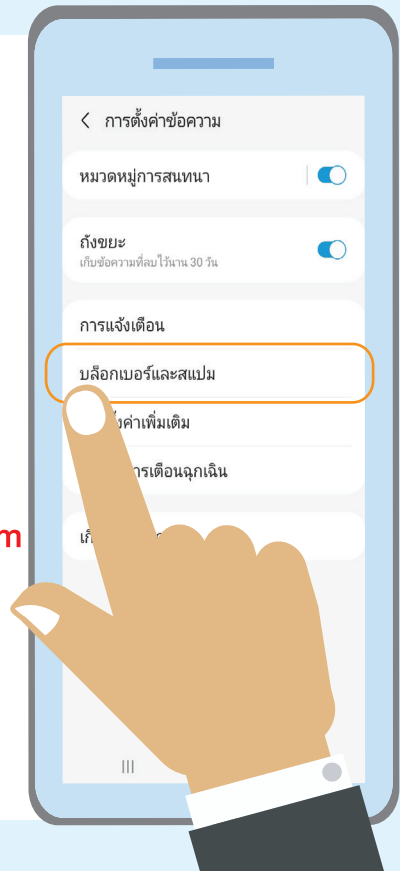 การตั้งค่าข้อความ
หมวดหมู่การสนทนา
ถังขยะ
เก็บข้อความที่ลบไว้นาน 30 วัน
การแจ้งเตือน
บล็อกเบอร์และสแปม
ค่าเพิ่มเติม
เตือนฉุกเฉิน
m